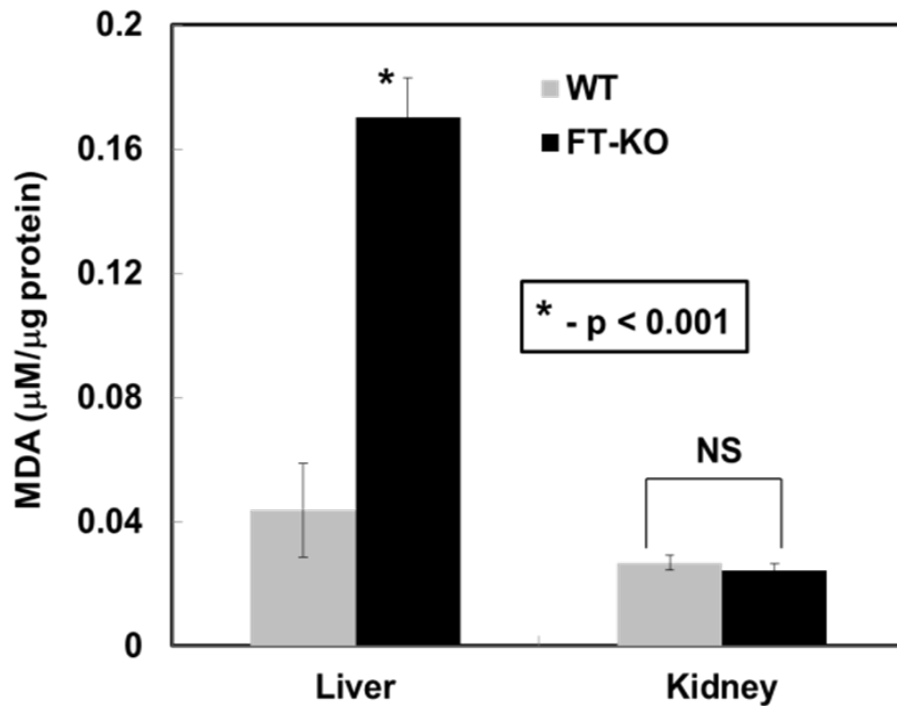 MDA (μM/μg protein)
0.2
0.16
0.12
0.08
0.04
0
*
WT
FT-KO
* - p < 0.001
NS
Liver
Kidney